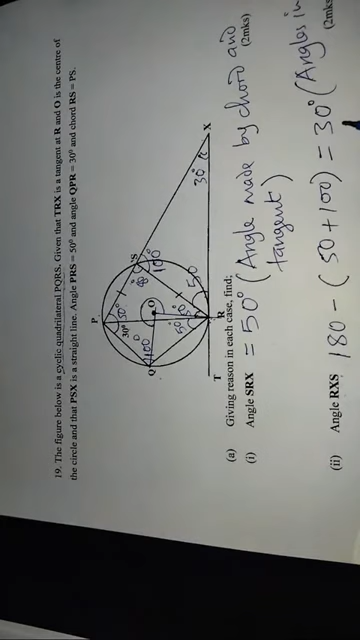 19. The figure below is a cyclic quadrilateral PQRS. Given that TRX is a tangent at R and O is the centre of
the circle and that PSX is a straight line. Angle PRS = 50° and angle QPR = 30° and chord RS = PS.
P
50°
30°
S
80°
100°
Q
100°
O
50°
50
30°
X
T
R
(a) Giving reason in each case, find;
(i) Angle SRX = 50° (Angle made by chord and
(2mks)
tangent)
(ii) Angle RXS 180 - (50+100) = 30° (Angles in
(2mks